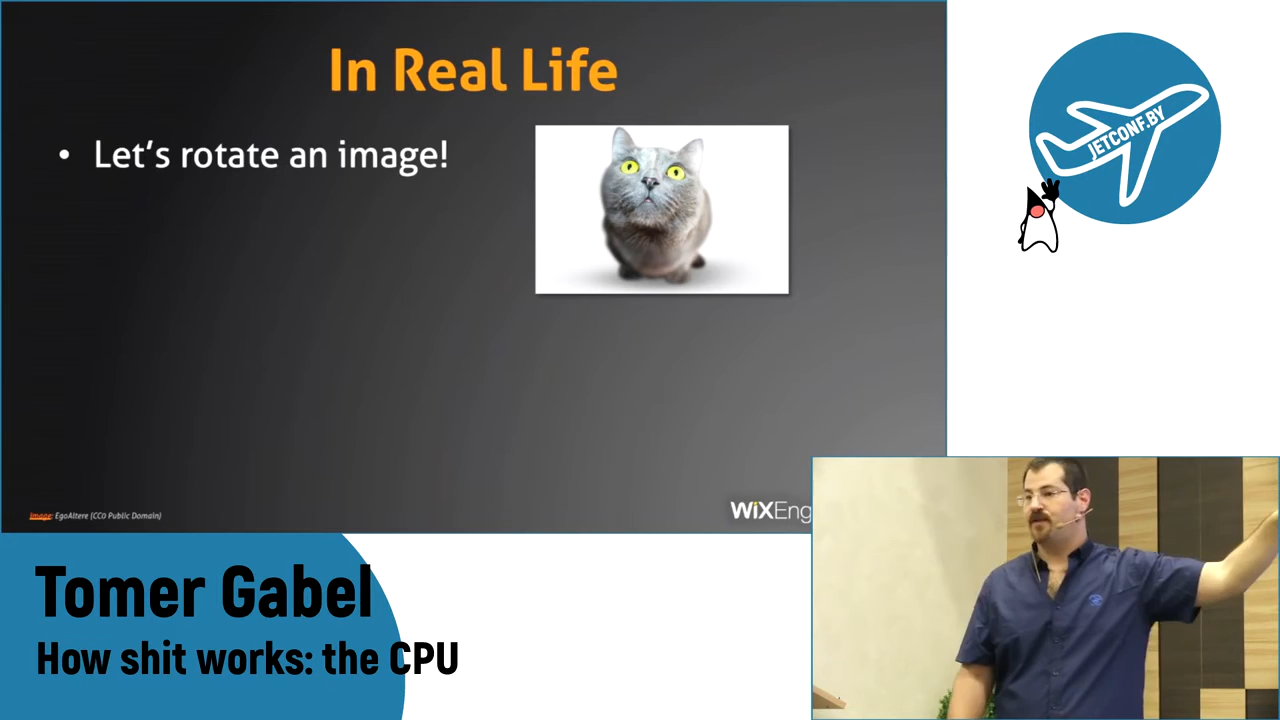 In Real Life
• Let's rotate an image!
JETCONF.BY
Image: EgoAltere (CC0 Public Domain)
WiXEng
Tomer Gabel
How shit works: the CPU